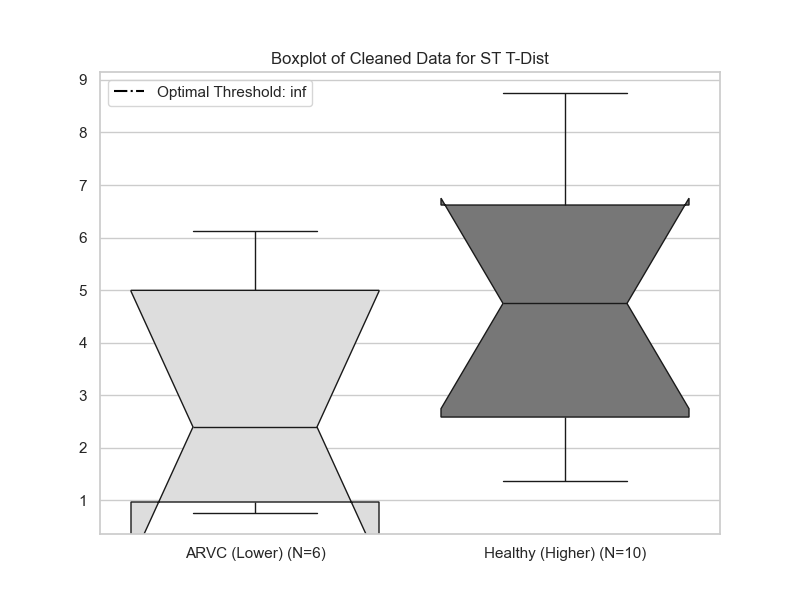 Boxplot of Cleaned Data for ST T-Dist
Optimal Threshold: inf
9
8
7
6
5
4
3
2
1
ARVC (Lower) (N=6)
Healthy (Higher) (N=10)